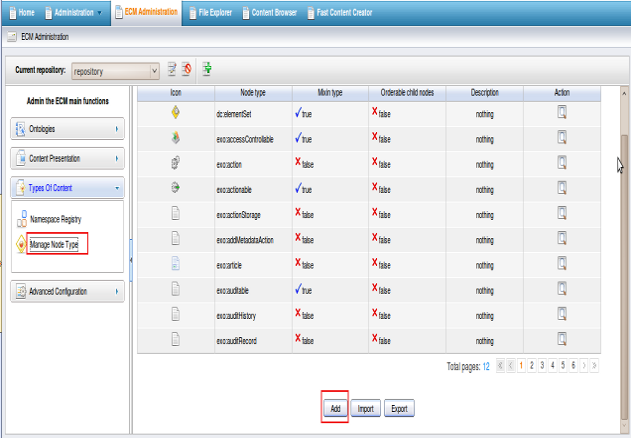 Home Administration ECM Administration File Explorer Content Browser Fast Content Creator
ECM Administration
Current repository: repository
Admin the ECM main functions
Ontologies
Content Presentation
Types Of Content
Namespace Registry
Manage Node Type
Advanced Configuration
Icon Node type Mixin type Orderable child nodes Description Action
dc:elementSet true false nothing
exo:accessControllable true false nothing
exo:action false false nothing
exo:actionable true false nothing
exo:actionStorage false false nothing
exo:addMetadataAction false false nothing
exo:article false false nothing
exo:auditable true false nothing
exo:auditHistory false false nothing
exo:auditRecord false false nothing
Total pages: 12 1 2 3 4 5 6
Add Import Export